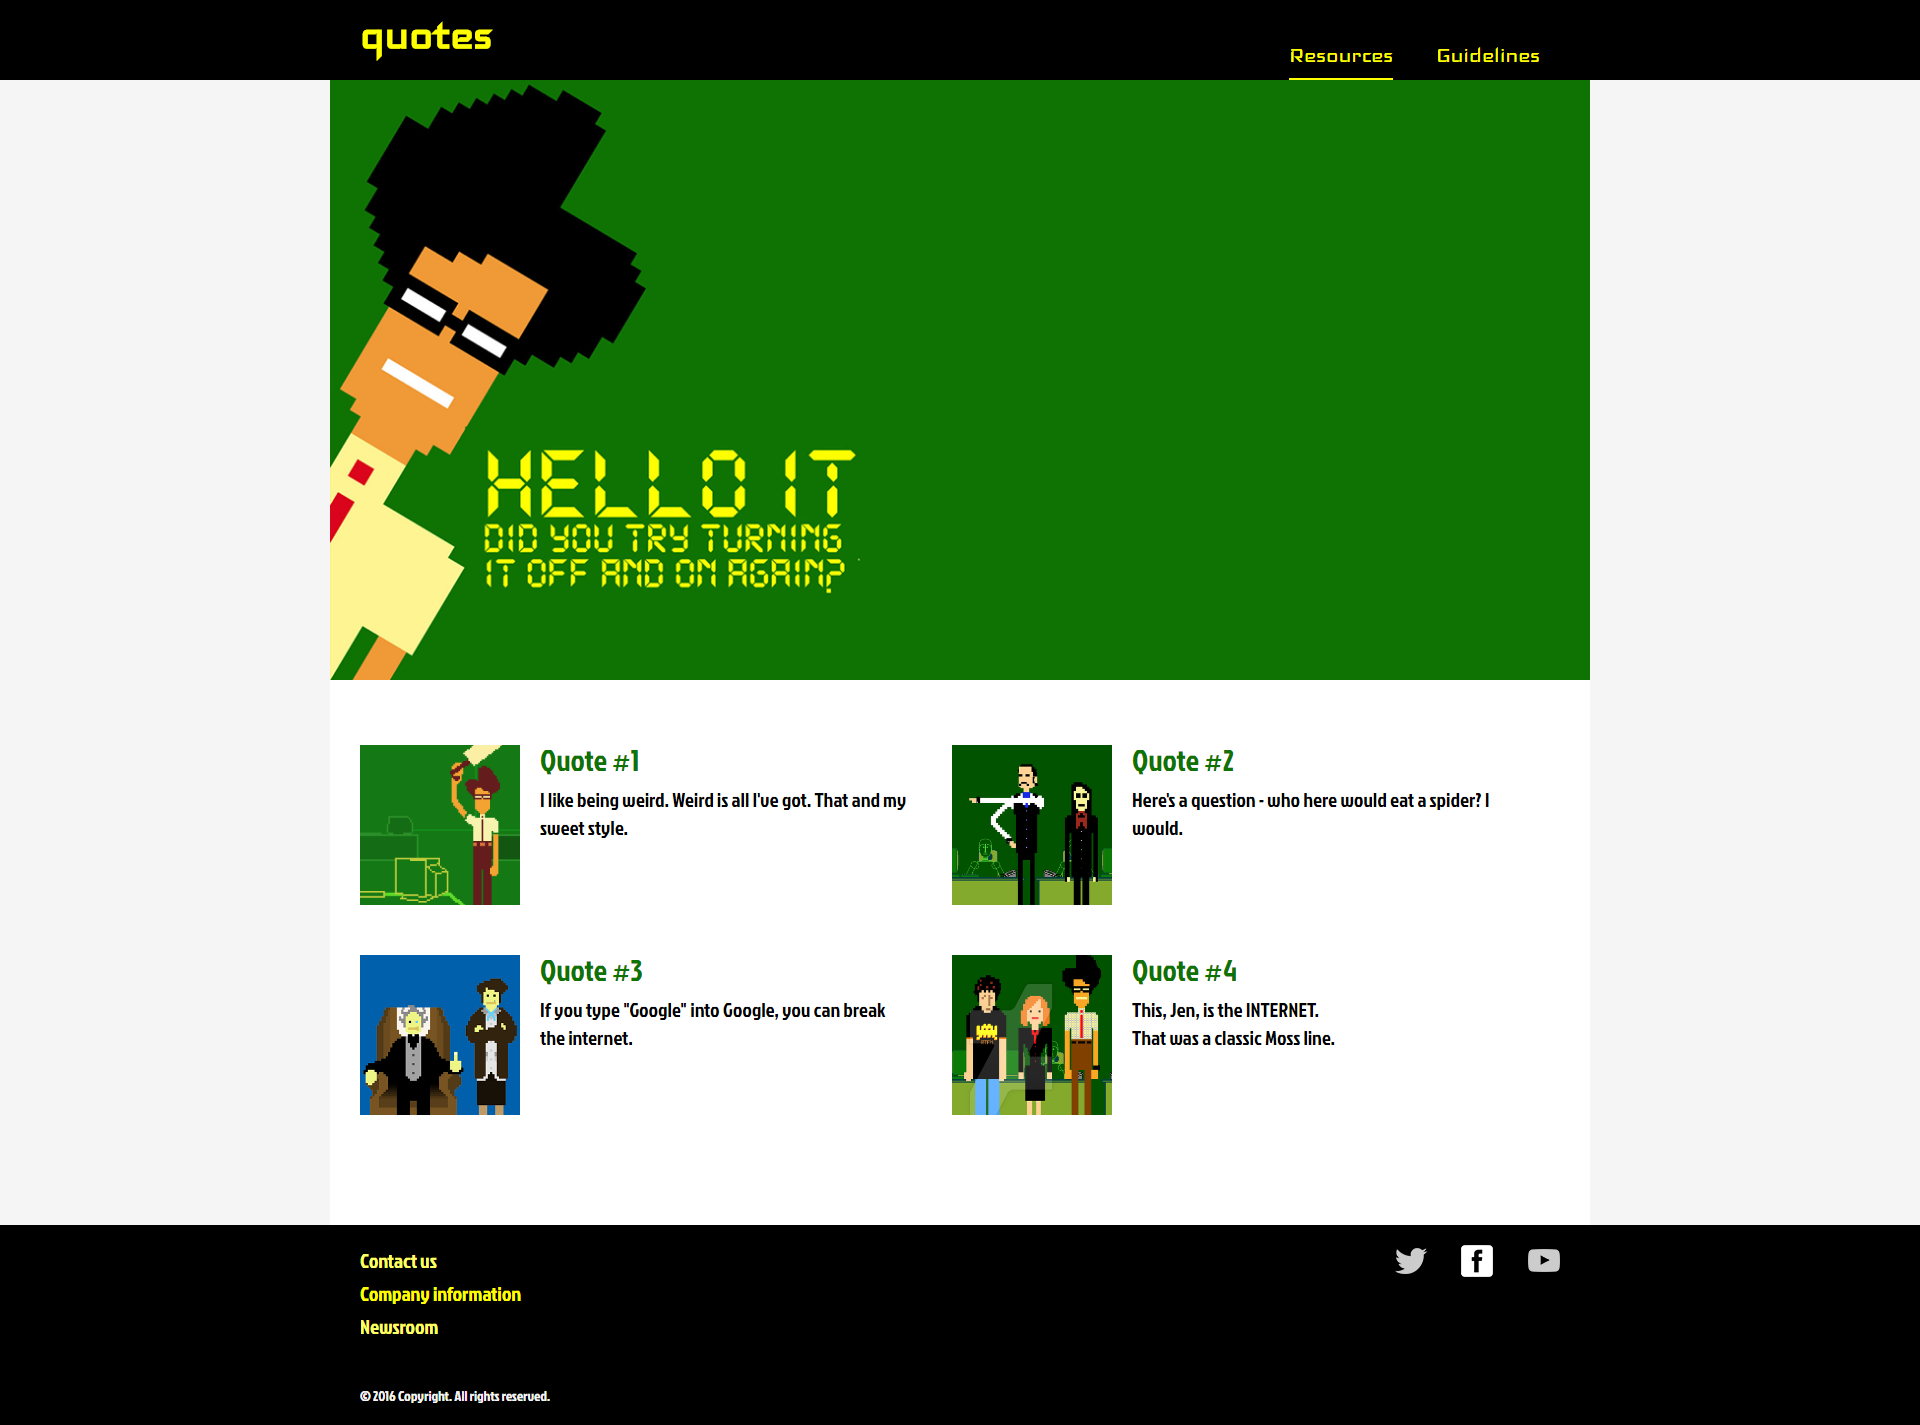 quotes
Resources
Guidelines
HELLO IT
DID YOU TRY TURNING
IT OFF AND ON AGAIN?
Quote #1
I like being weird. Weird is all I've got. That and my
sweet style.
Quote #2
Here's a question - who here would eat a spider? I
would.
Quote #3
If you type "Google" into Google, you can break
the internet.
Quote #4
This, Jen, is the INTERNET.
That was a classic Moss line.
Contact us
Company information
Newsroom
© 2016 Copyright. All rights reserved.